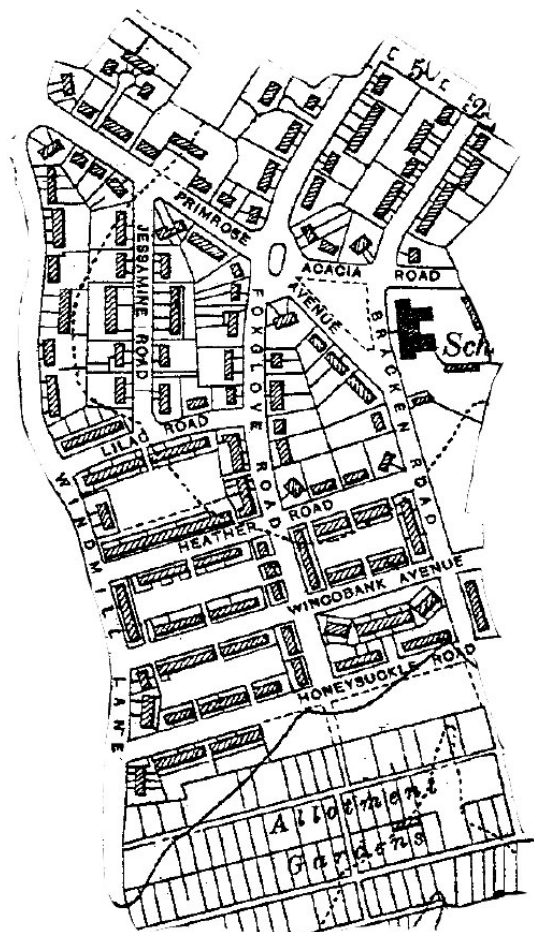 PRIMROSE
AVENUE
ACACIA ROAD
JESSAMINE ROAD
FOXGLOVE ROAD
BRACKEN ROAD
Sch
LILAC ROAD
WINDMILL LANE
HEATHER ROAD
WINCOBANK AVENUE
HONEYSUCKLE ROAD
Allotment
Gardens